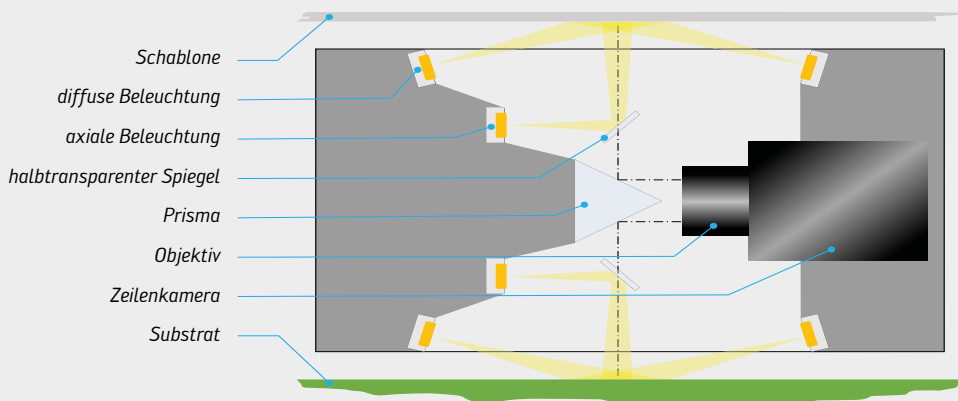 Schablone
diffuse Beleuchtung
axiale Beleuchtung
halbtransparenter Spiegel
Prisma
Objektiv
Zeilenkamera
Substrat